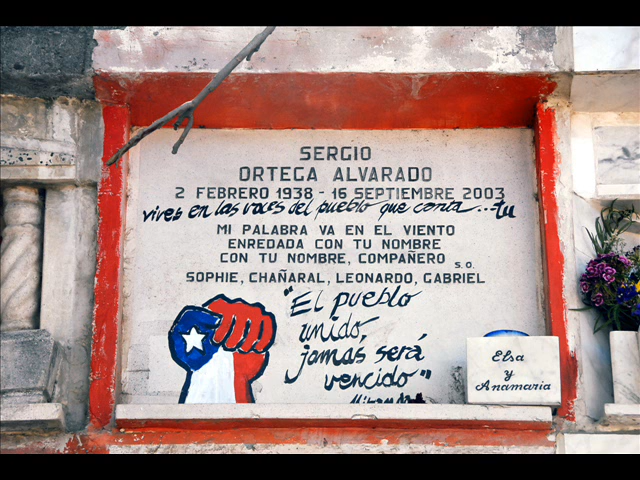 SERGIO
ORTEGA ALVARADO
2 FEBRERO 1938 - 16 SEPTIEMBRE 2003
vives en las voces del pueblo que canta...tu
MI PALABRA VA EN EL VIENTO
ENREDADA CON TU NOMBRE
CON TU NOMBRE, COMPAÑERO
S.O.
SOPHIE, CHAÑARAL, LEONARDO, GABRIEL
"El pueblo
unido,
jamás será
vencido"
Elsa
y
Anamaria